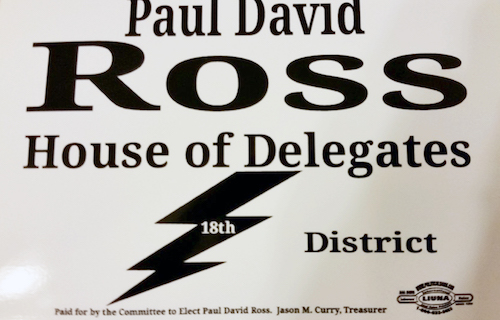 Paul David
Ross
House of Delegates
18th
District
LIUNA
Paid for by the Committee to Elect Paul David Ross. Jason M. Curry, Treasurer